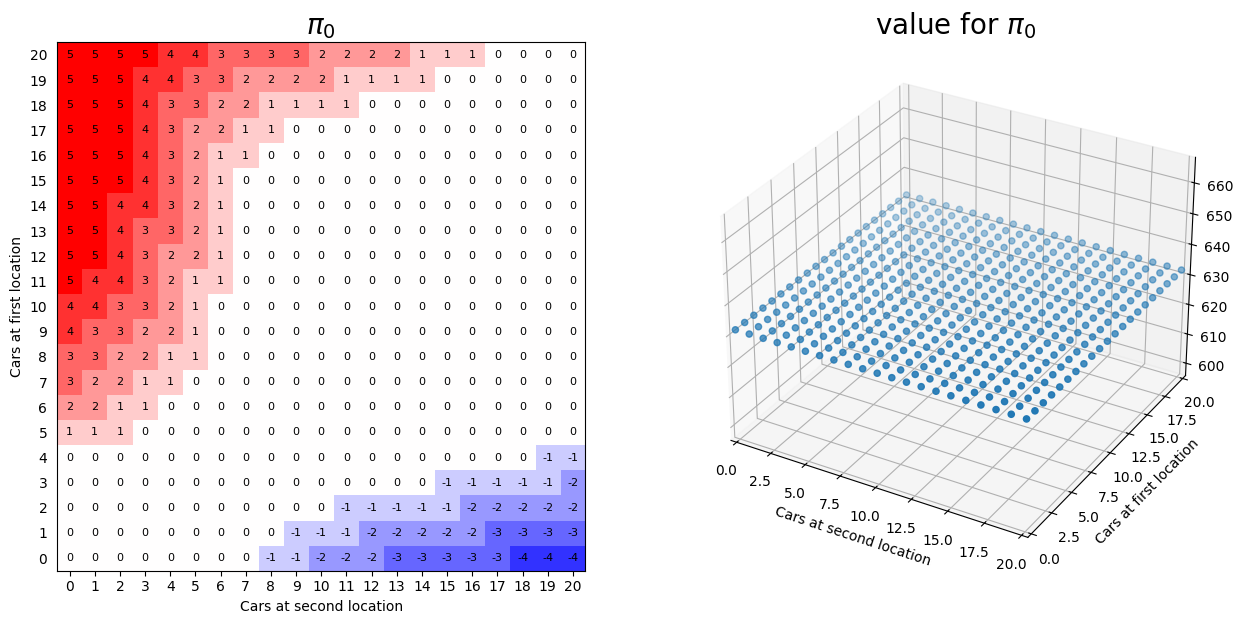 π0
20 5 5 5 5 4 4 3 3 3 3 2 2 2 2 1 1 1 0 0 0 0
19 5 5 5 4 4 3 3 2 2 2 2 1 1 1 1 0 0 0 0 0 0
18 5 5 5 4 3 3 2 2 1 1 1 1 0 0 0 0 0 0 0 0 0
17 5 5 5 4 3 2 2 1 1 0 0 0 0 0 0 0 0 0 0 0 0
16 5 5 5 4 3 2 1 1 0 0 0 0 0 0 0 0 0 0 0 0 0
15 5 5 5 4 3 2 1 0 0 0 0 0 0 0 0 0 0 0 0 0 0
14 5 5 4 4 3 2 1 0 0 0 0 0 0 0 0 0 0 0 0 0 0
13 5 5 4 3 3 2 1 0 0 0 0 0 0 0 0 0 0 0 0 0 0
12 5 5 4 3 2 2 1 0 0 0 0 0 0 0 0 0 0 0 0 0 0
11 5 4 4 3 2 1 1 0 0 0 0 0 0 0 0 0 0 0 0 0 0
10 4 4 3 3 2 1 0 0 0 0 0 0 0 0 0 0 0 0 0 0 0
9 4 3 3 2 2 1 0 0 0 0 0 0 0 0 0 0 0 0 0 0 0
8 3 3 2 2 1 1 0 0 0 0 0 0 0 0 0 0 0 0 0 0 0
7 3 2 2 1 1 0 0 0 0 0 0 0 0 0 0 0 0 0 0 0 0
6 2 2 1 1 0 0 0 0 0 0 0 0 0 0 0 0 0 0 0 0 0
5 1 1 1 0 0 0 0 0 0 0 0 0 0 0 0 0 0 0 0 0 0
4 0 0 0 0 0 0 0 0 0 0 0 0 0 0 0 0 0 0 0 -1 -1
3 0 0 0 0 0 0 0 0 0 0 0 0 0 0 0 -1 -1 -1 -1 -1 -2
2 0 0 0 0 0 0 0 0 0 0 0 -1 -1 -1 -1 -1 -2 -2 -2 -2 -2
1 0 0 0 0 0 0 0 0 0 -1 -1 -1 -2 -2 -2 -2 -2 -3 -3 -3 -3
0 0 0 0 0 0 0 0 0 -1 -1 -2 -2 -2 -3 -3 -3 -3 -3 -4 -4 -4
0 1 2 3 4 5 6 7 8 9 10 11 12 13 14 15 16 17 18 19 20
Cars at second location
Cars at first location
value for π0
660
650
640
630
620
610
600
0.0 2.5 5.0 7.5 10.0 12.5 15.0 17.5 20.0
Cars at second location
0.0 2.5 5.0 7.5 10.0 12.5 15.0 17.5 20.0
Cars at first location